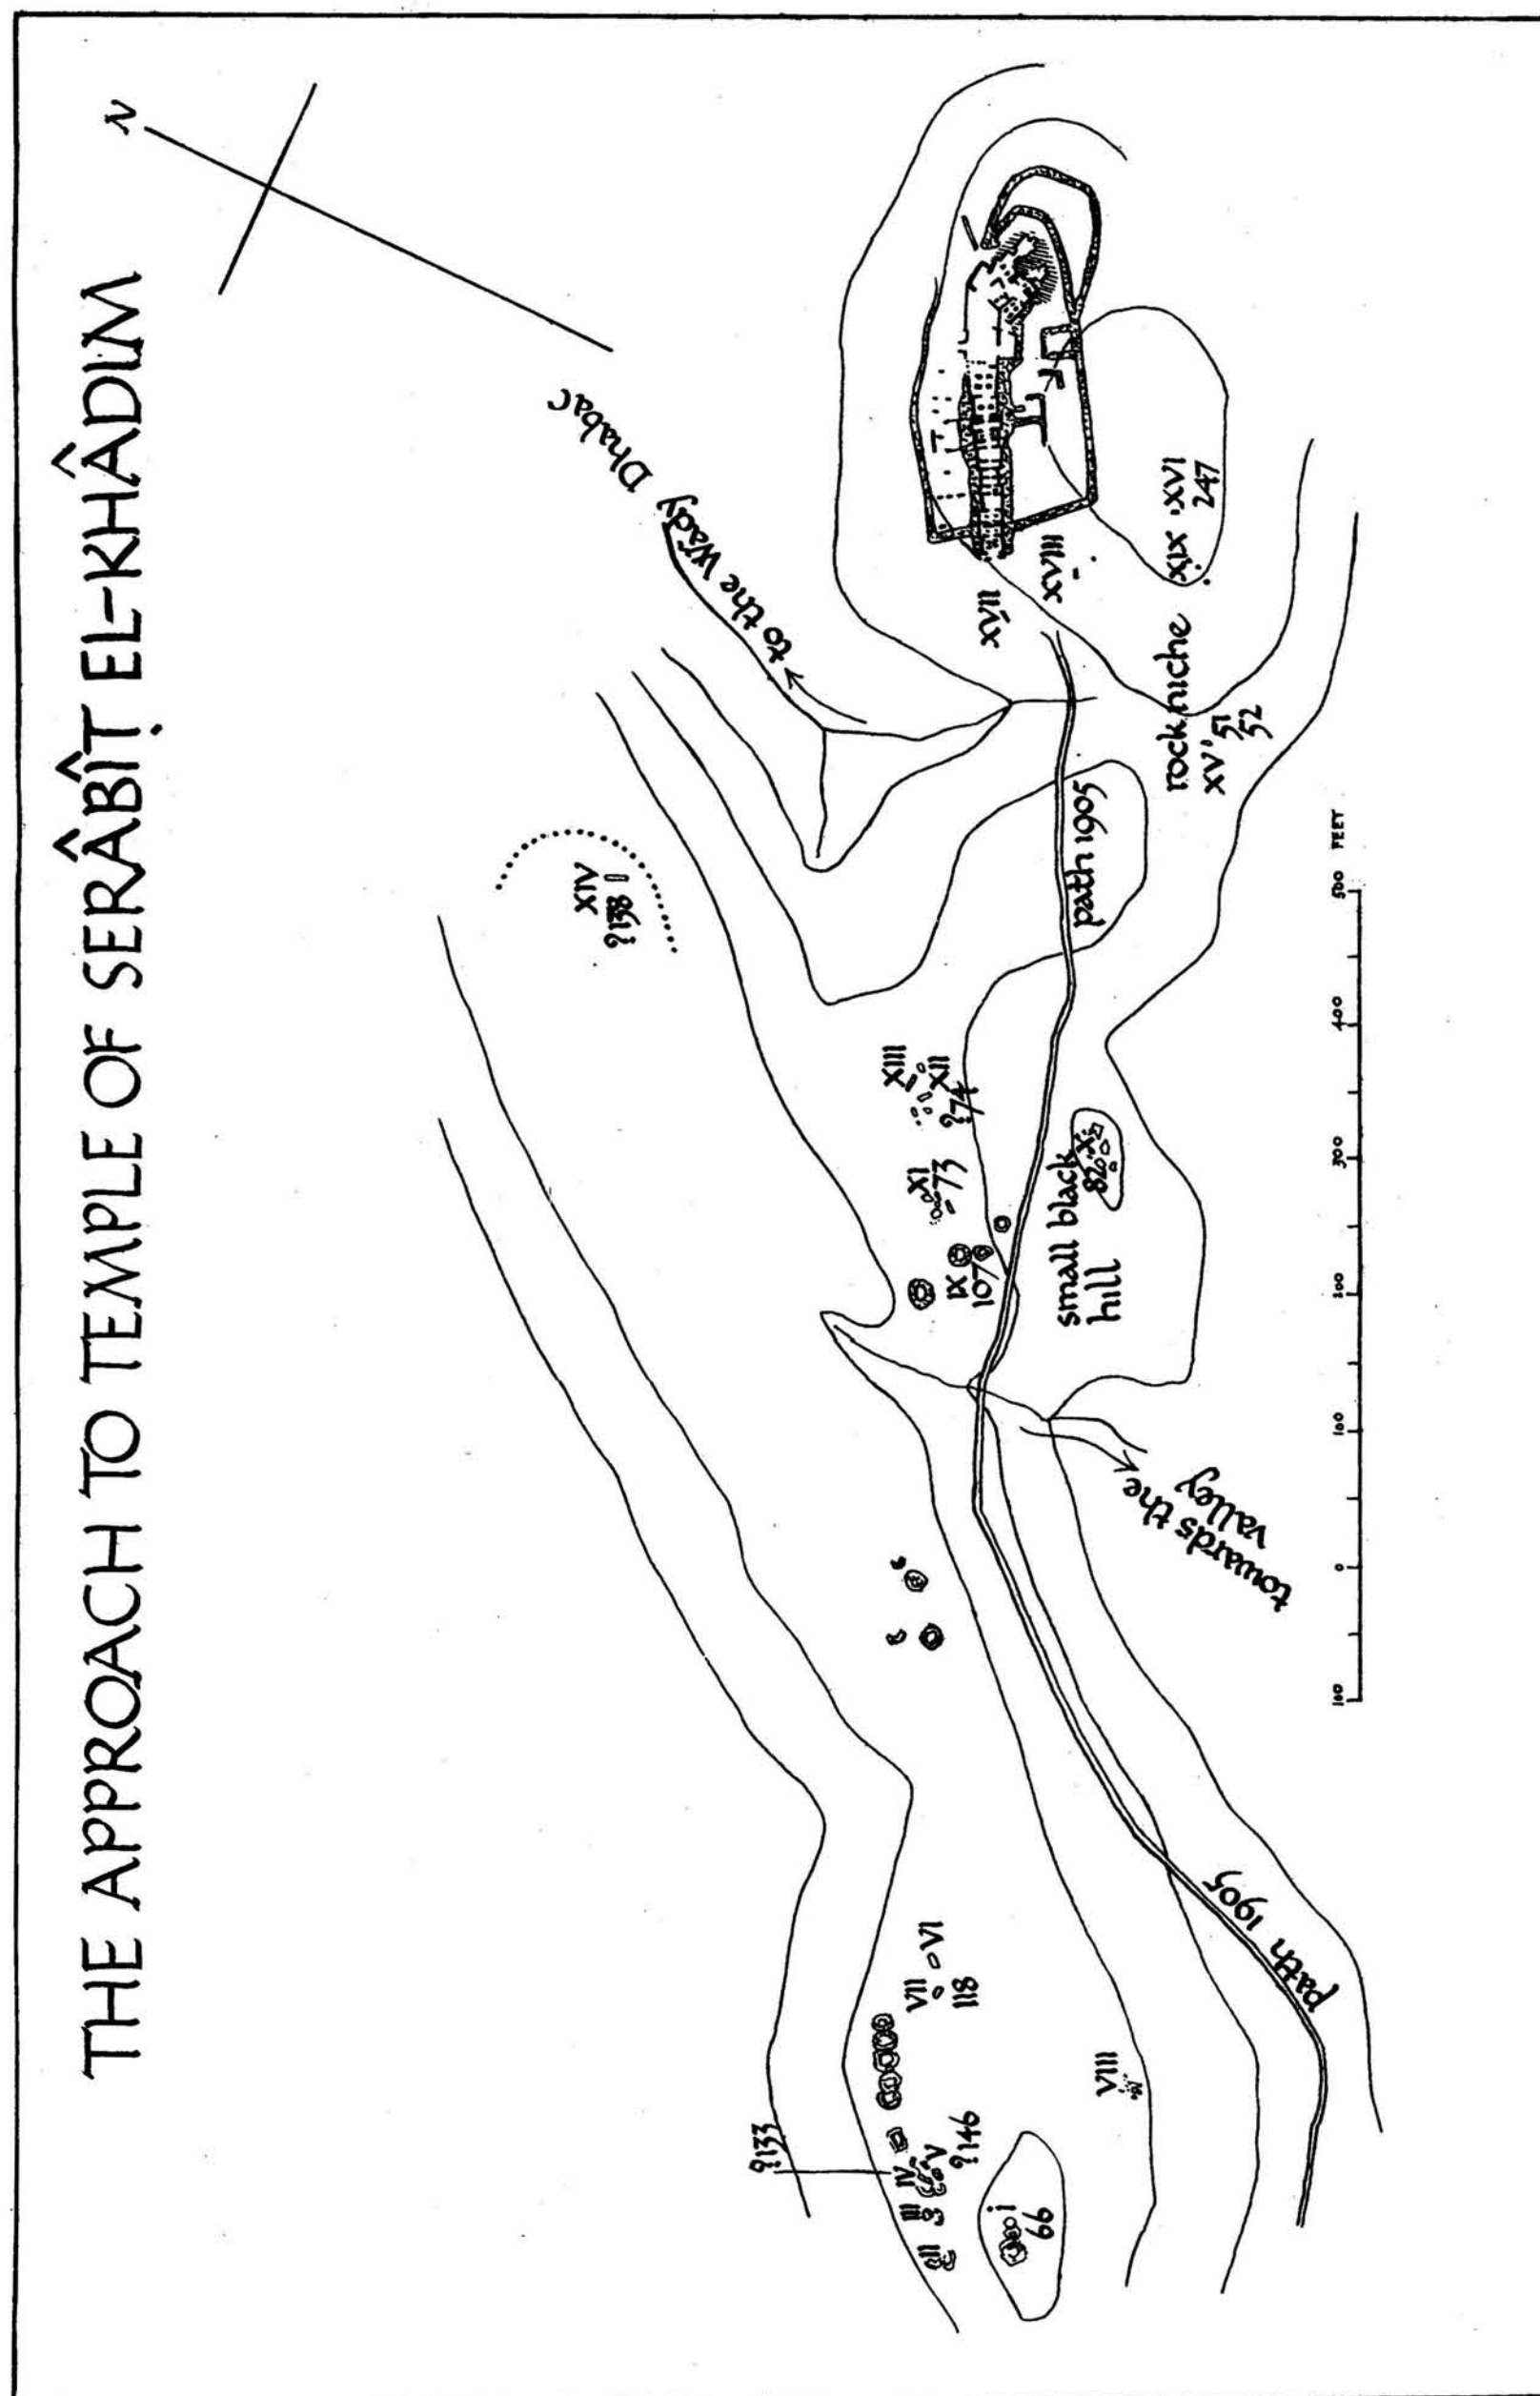 THE APPROACH TO TEMPLE OF SERÂBÎṬ EL-KHÂDIM
N
to the Wady Dhabac
XIV
?138
?133
II
III
IV
V
?146
i
66
VII
VI
118
VIII
path 1905
IX
107
XI
73
XIII
XII
?74
small black
hill
X
82
towards the
valley
path 1905
XVII
XVIII
rock niche
XV
51
52
XIX
XVI
247
100
0
100
100
300
400
500
FEET